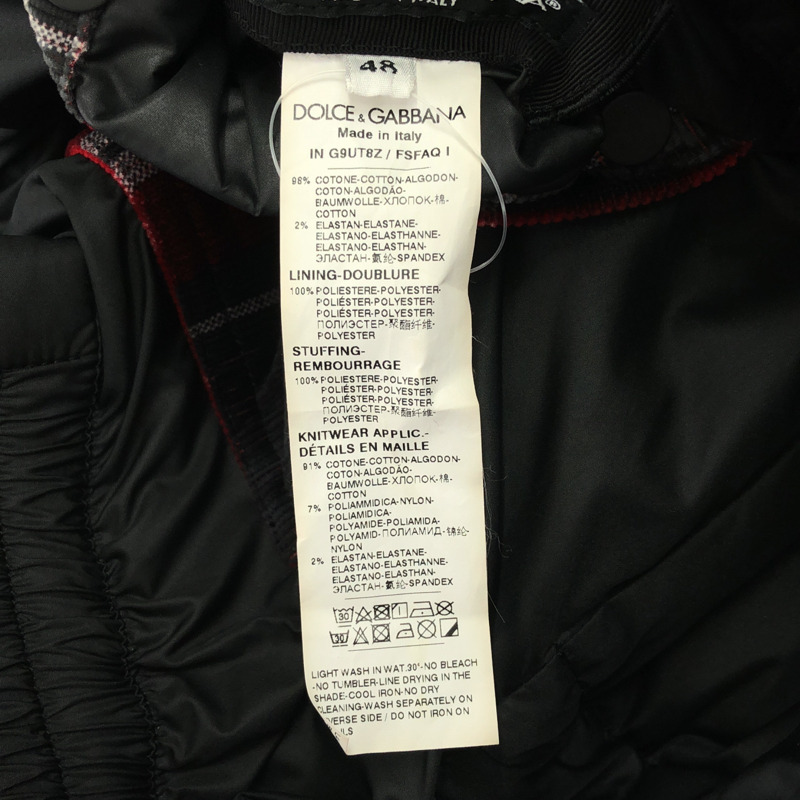 ITALY
48
DOLCE & GABBANA
Made in Italy
IN G9UT8Z / FSFAQ I
98% COTONE-COTTON-ALGODON-
COTON-ALGODÃO-
BAUMWOLLE-ХЛОПОК-棉-
COTTON
2% ELASTAN-ELASTANE-
ELASTANO-ELASTHANNE-
ELASTANO-ELASTHAN-
ЭЛАСТАН-氨纶-SPANDEX
LINING-DOUBLURE
100% POLIESTERE-POLYESTER-
POLIÉSTER-POLYESTER-
POLIÉSTER-POLYESTER-
ПОЛИЭСТЕР-聚酯纤维-
POLYESTER
STUFFING-
REMBOURRAGE
100% POLIESTERE-POLYESTER-
POLIÉSTER-POLYESTER-
POLIÉSTER-POLYESTER-
ПОЛИЭСТЕР-聚酯纤维-
POLYESTER
KNITWEAR APPLIC.-
DÉTAILS EN MAILLE
91% COTONE-COTTON-ALGODON-
COTON-ALGODÃO-
BAUMWOLLE-ХЛОПОК-棉-
COTTON
7% POLIAMMIDICA-NYLON-
POLIAMIDICA-
POLYAMIDE-POLIAMIDA-
POLYAMID-ПОЛИАМИД-锦纶-
NYLON
2% ELASTAN-ELASTANE-
ELASTANO-ELASTHANNE-
ELASTANO-ELASTHAN-
ЭЛАСТАН-氨纶-SPANDEX
LIGHT WASH IN WAT.30°-NO BLEACH
-NO TUMBLER-LINE DRYING IN THE
SHADE-COOL IRON-NO DRY
CLEANING-WASH SEPARATELY ON
VERSE SIDE / DO NOT IRON ON